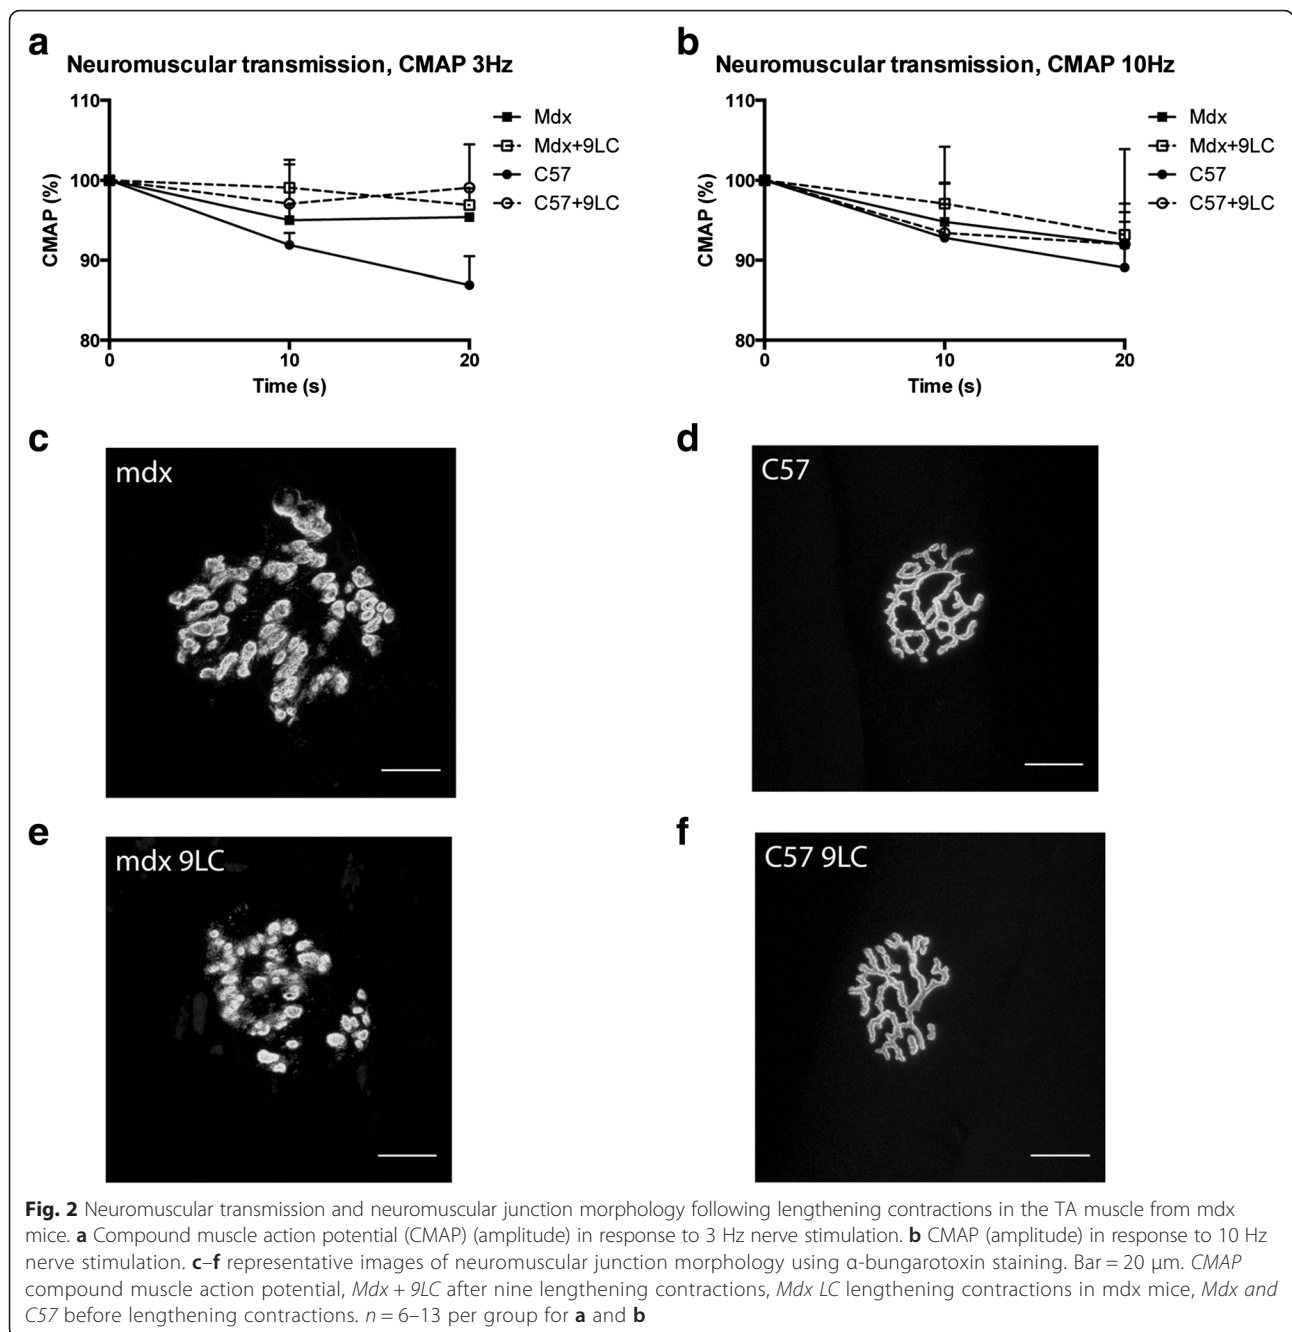 a
Neuromuscular transmission, CMAP 3Hz
110
100
90
80
CMAP (%)
0
10
20
Time (s)
Mdx
Mdx+9LC
C57
C57+9LC
b
Neuromuscular transmission, CMAP 10Hz
110
100
90
80
CMAP (%)
0
10
20
Time (s)
Mdx
Mdx+9LC
C57
C57+9LC
c
mdx
d
C57
e
mdx 9LC
f
C57 9LC
Fig. 2 Neuromuscular transmission and neuromuscular junction morphology following lengthening contractions in the TA muscle from mdx
mice. a Compound muscle action potential (CMAP) (amplitude) in response to 3 Hz nerve stimulation. b CMAP (amplitude) in response to 10 Hz
nerve stimulation. c–f representative images of neuromuscular junction morphology using α-bungarotoxin staining. Bar = 20 μm. CMAP
compound muscle action potential, Mdx + 9LC after nine lengthening contractions, Mdx LC lengthening contractions in mdx mice, Mdx and
C57 before lengthening contractions. n = 6–13 per group for a and b